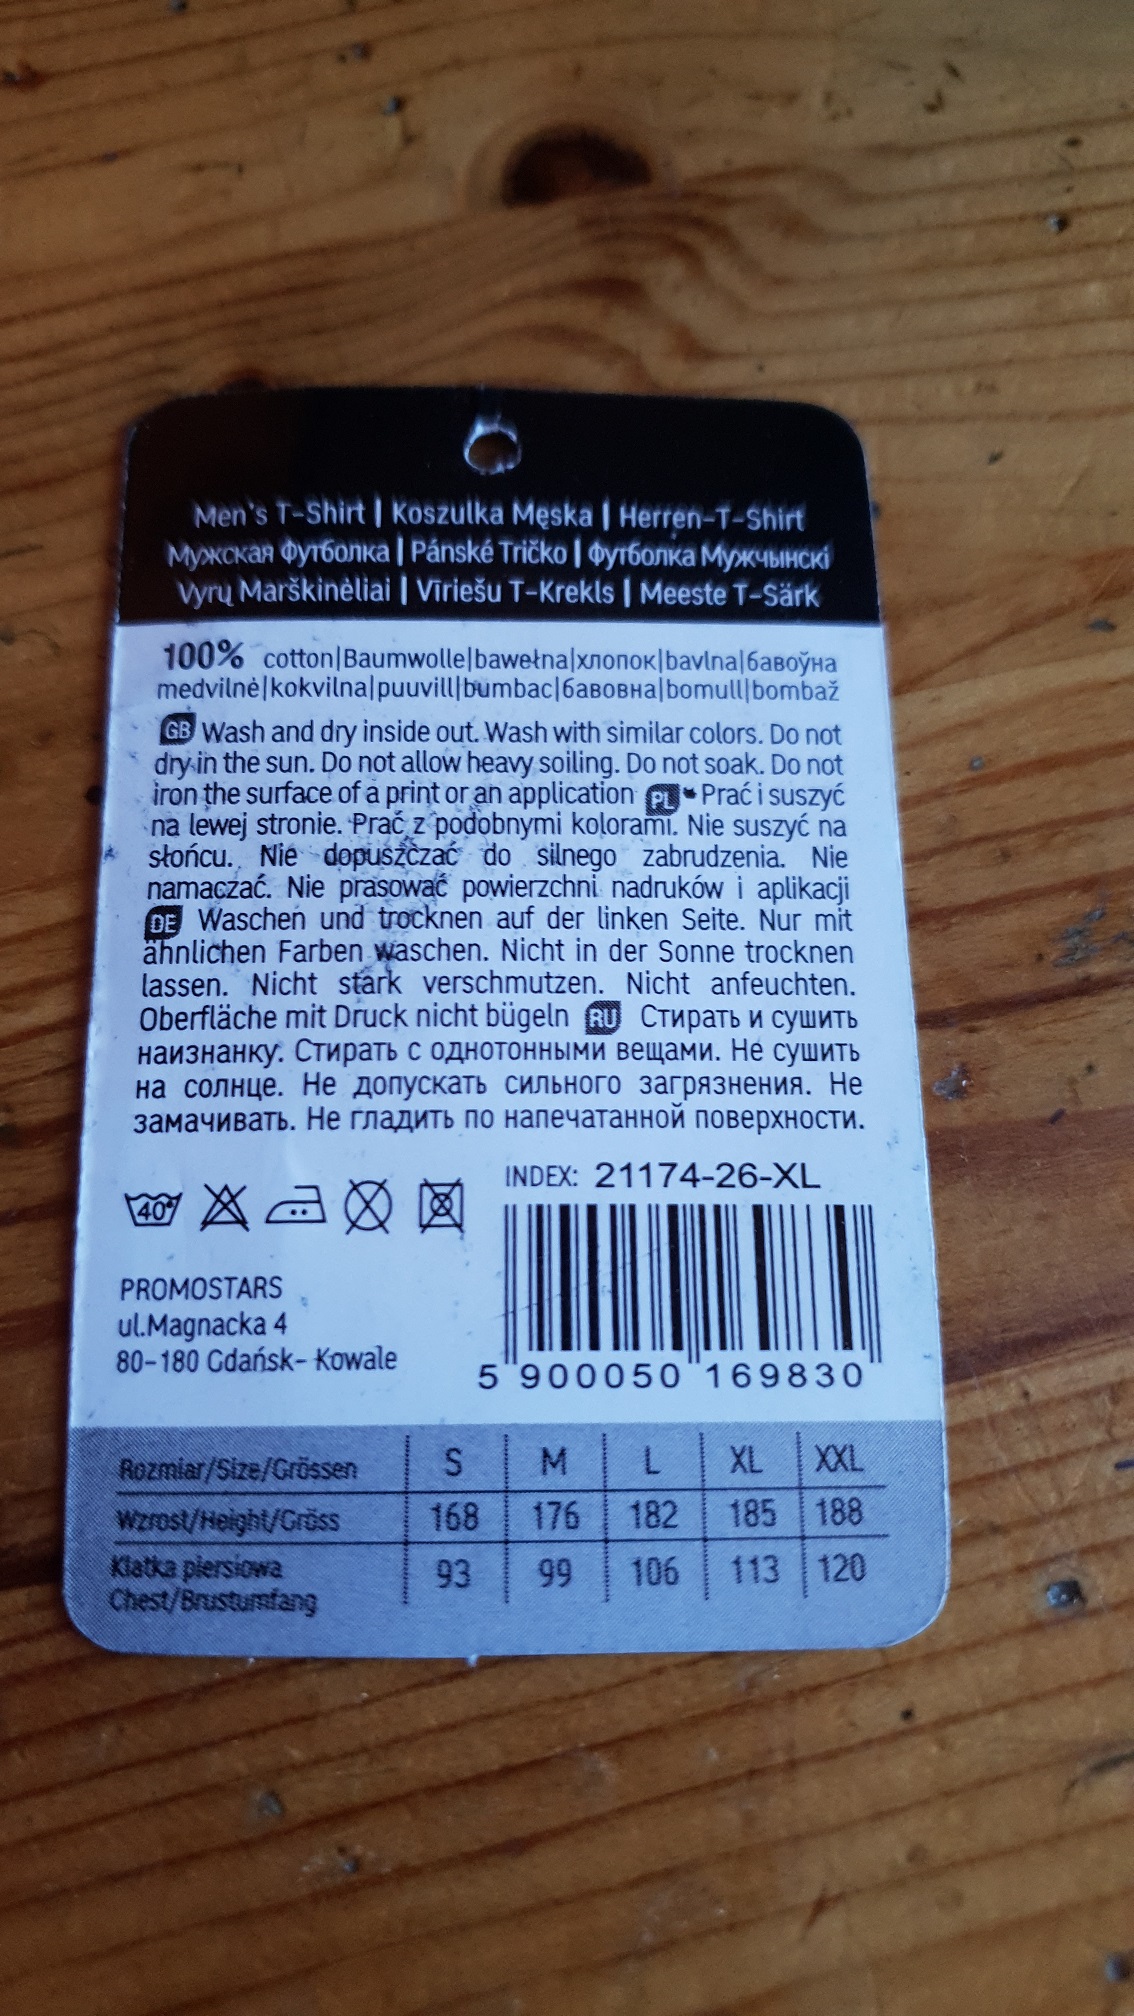 Men's T-Shirt | Koszulka Męska | Herren-T-Shirt
Мужская Футболка | Pánské Tričko | Футболка Мужчынскі
Vyrų Marškinėliai | Vīriešu T-Krekls | Meeste T-Särk
100% cotton|Baumwolle|bawełna|хлопок|bavlna|бавоўна
medvilnė|kokvilna|puuvill|bumbac|бавовна|bomull|bombaž
GB Wash and dry inside out. Wash with similar colors. Do not
dry in the sun. Do not allow heavy soiling. Do not soak. Do not
iron the surface of a print or an application PL Prać i suszyć
na lewej stronie. Prać z podobnymi kolorami. Nie suszyć na
słońcu. Nie dopuszczać do silnego zabrudzenia. Nie
namaczać. Nie prasować powierzchni nadruków i aplikacji
DE Waschen und trocknen auf der linken Seite. Nur mit
ähnlichen Farben waschen. Nicht in der Sonne trocknen
lassen. Nicht stark verschmutzen. Nicht anfeuchten.
Oberfläche mit Druck nicht bügeln RU Стирать и сушить
наизнанку. Стирать с однотонными вещами. Не сушить
на солнце. Не допускать сильного загрязнения. Не
замачивать. Не гладить по напечатанной поверхности.
40°
INDEX: 21174-26-XL
PROMOSTARS
ul.Magnacka 4
80-180 Gdańsk- Kowale
5 900050 169830
Rozmiar/Size/Grössen S M L XL XXL
Wzrost/Height/Gröss 168 176 182 185 188
Klatka piersiowa
Chest/Brustumfang 93 99 106 113 120